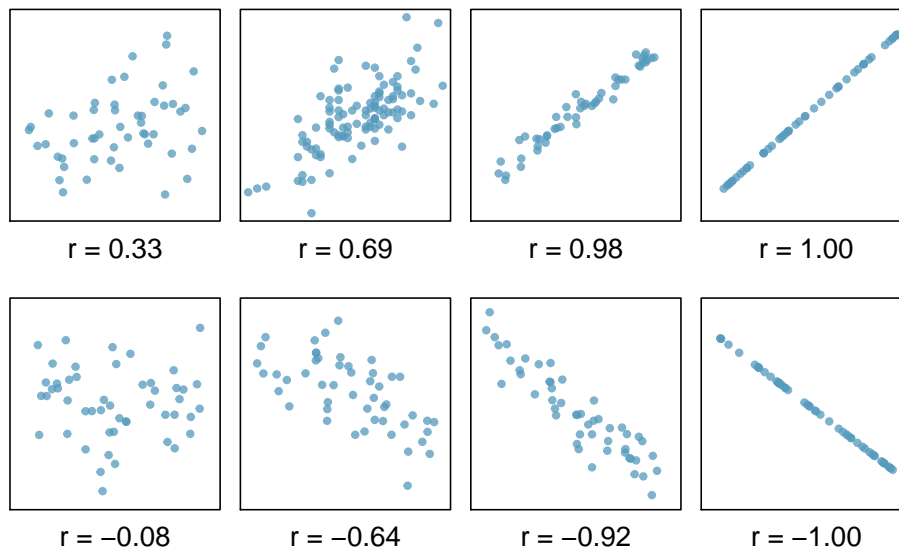 r = 0.33
r = 0.69
r = 0.98
r = 1.00
r = −0.08
r = −0.64
r = −0.92
r = −1.00